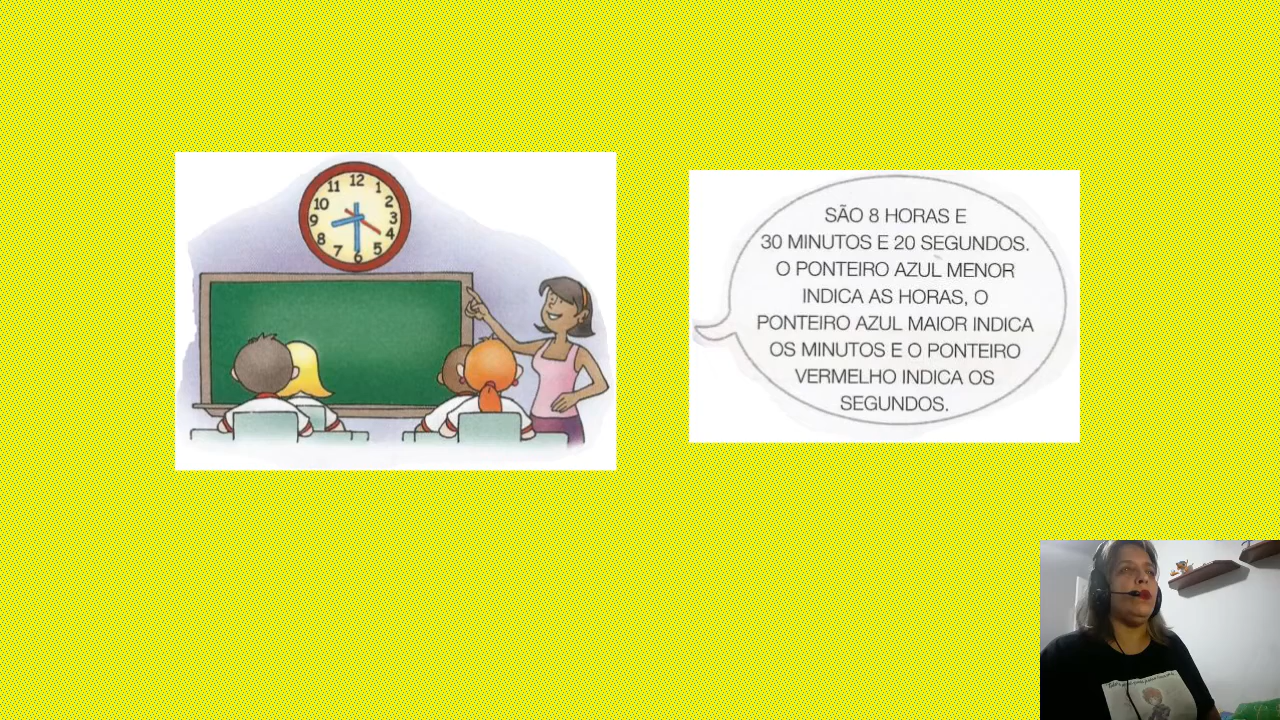 12
11
1
10
2
9
3
8
4
7
5
6
SÃO 8 HORAS E
30 MINUTOS E 20 SEGUNDOS.
O PONTEIRO AZUL MENOR
INDICA AS HORAS, O
PONTEIRO AZUL MAIOR INDICA
OS MINUTOS E O PONTEIRO
VERMELHO INDICA OS
SEGUNDOS.